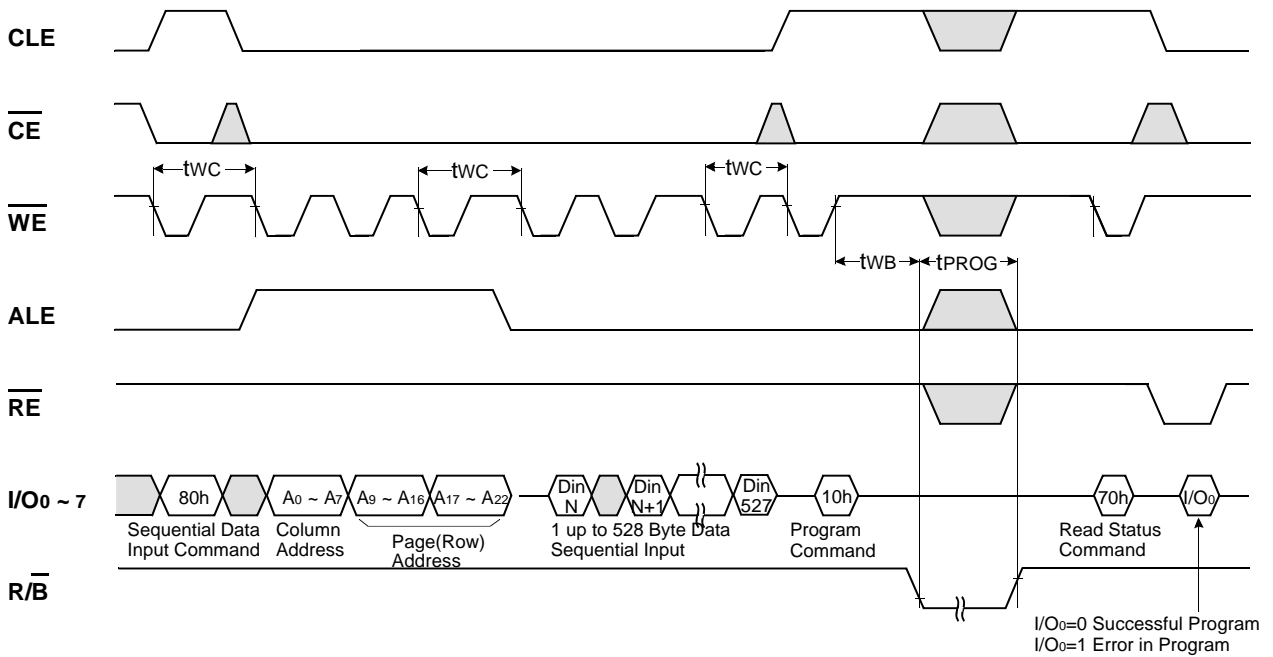 CLE
CE
tWC
tWC
tWC
WE
tWB
tPROG
ALE
RE
I/O0 ~ 7
80h
A0 ~ A7
A9 ~ A16
A17 ~ A22
Din
N
Din
N+1
Din
527
10h
70h
I/O0
Sequential Data
Input Command
Column
Address
Page(Row)
Address
1 up to 528 Byte Data
Sequential Input
Program
Command
Read Status
Command
R/B
I/O0=0 Successful Program
I/O0=1 Error in Program